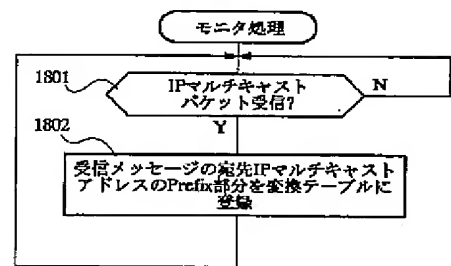 モニタ処理
1801
IPマルチキャスト
パケット受信?
N
Y
1802
受信メッセージの宛先IPマルチキャスト
アドレスのPrefix部分を変換テーブルに
登録